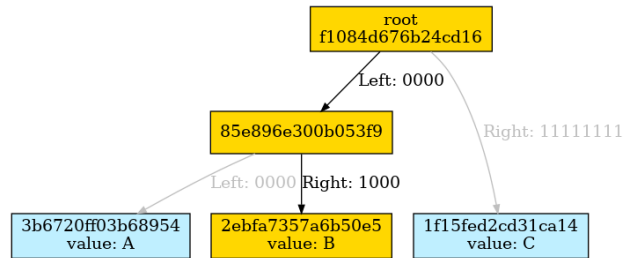 root
f1084d676b24cd16
Left: 0000
85e896e300b053f9
Right: 11111111
Left: 0000
Right: 1000
3b6720ff03b68954
value: A
2ebfa7357a6b50e5
value: B
1f15fed2cd31ca14
value: C